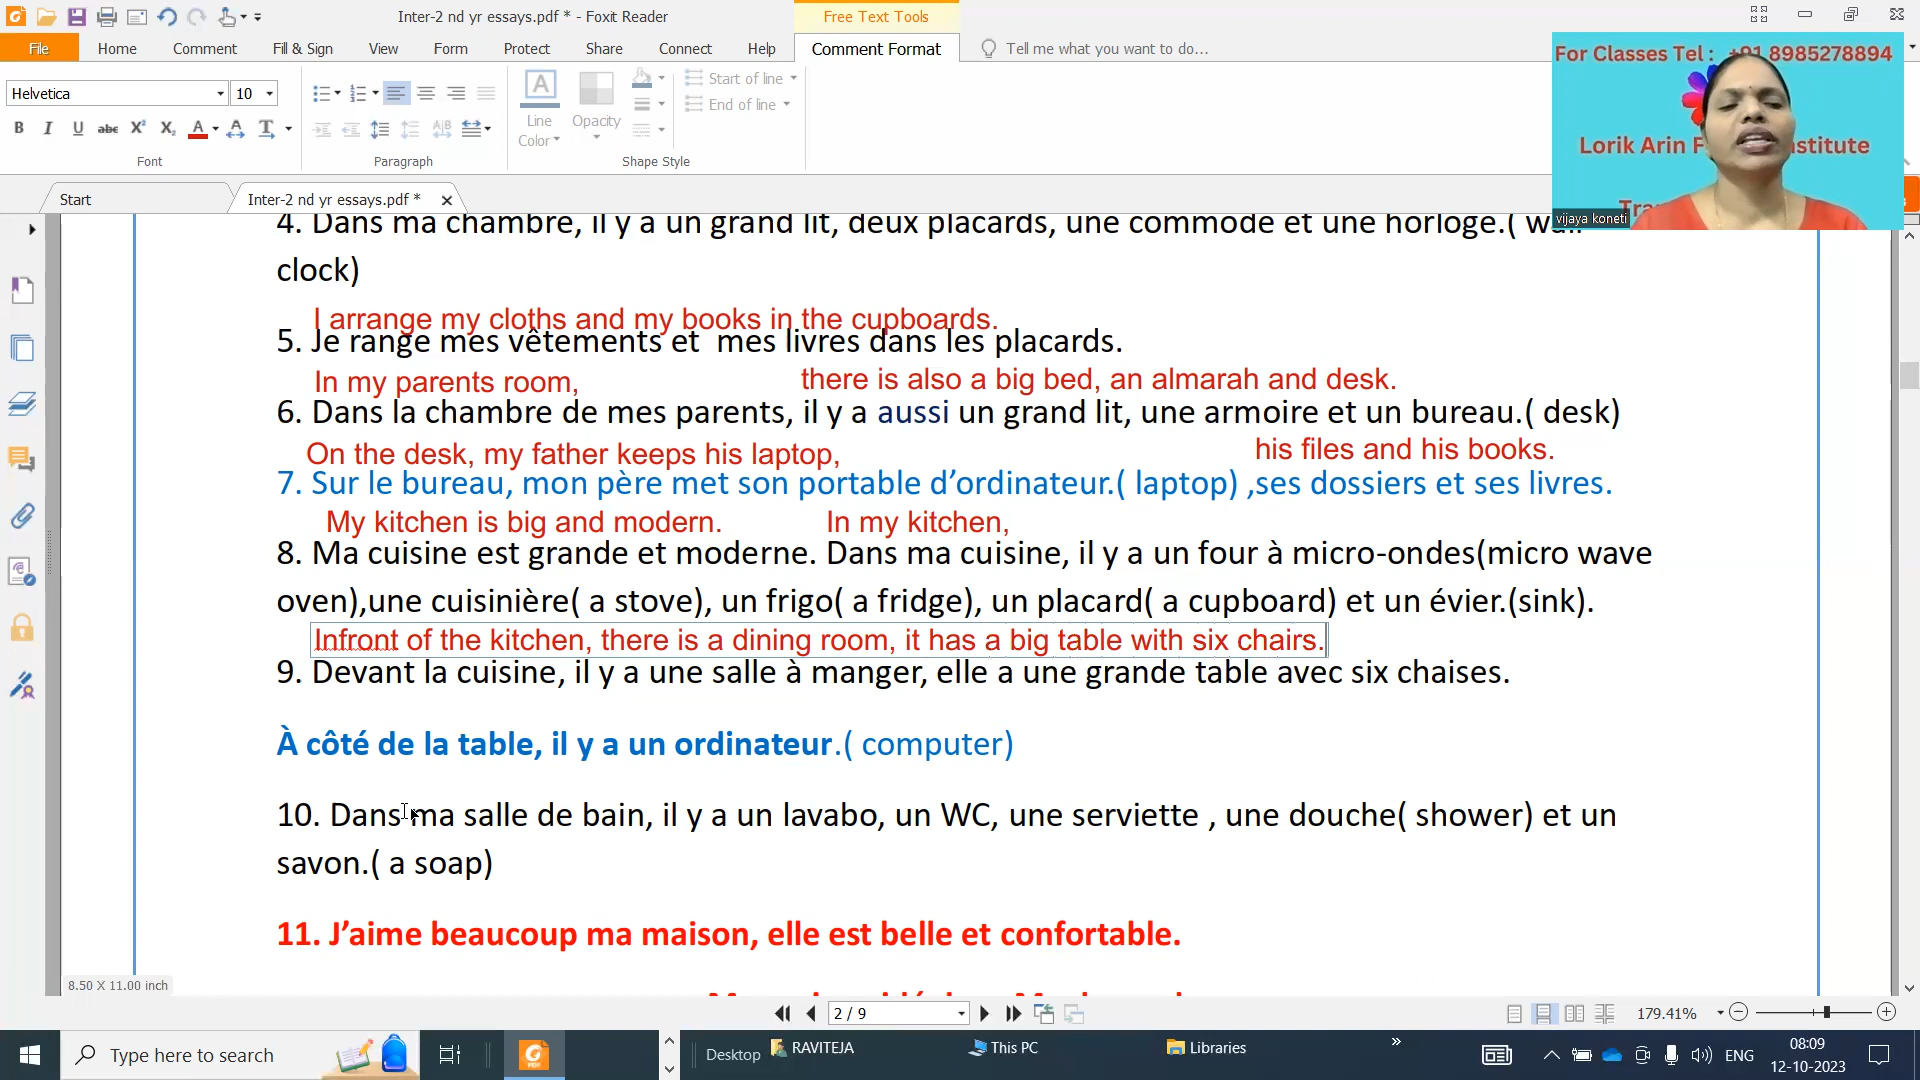 Inter-2 nd yr essays.pdf * - Foxit Reader
Free Text Tools
File Home Comment Fill & Sign View Form Protect Share Connect Help Comment Format Tell me what you want to do...
For Classes Tel : +91 8985278894
Lorik Arin
vijaya koneti
Helvetica 10
Start of line
End of line
B I U abc X² X₂ A A T
Line Color
Opacity
Font Paragraph Shape Style
Start Inter-2 nd yr essays.pdf *
4. Dans ma chambre, il y a un grand lit, deux placards, une commode et une horloge.( wall
clock)
I arrange my cloths and my books in the cupboards.
5. Je range mes vêtements et mes livres dans les placards.
In my parents room, there is also a big bed, an almarah and desk.
6. Dans la chambre de mes parents, il y a aussi un grand lit, une armoire et un bureau.( desk)
On the desk, my father keeps his laptop, his files and his books.
7. Sur le bureau, mon père met son portable d’ordinateur.( laptop) ,ses dossiers et ses livres.
My kitchen is big and modern. In my kitchen,
8. Ma cuisine est grande et moderne. Dans ma cuisine, il y a un four à micro-ondes(micro wave
oven),une cuisinière( a stove), un frigo( a fridge), un placard( a cupboard) et un évier.(sink).
Infront of the kitchen, there is a dining room, it has a big table with six chairs.
9. Devant la cuisine, il y a une salle à manger, elle a une grande table avec six chaises.
À côté de la table, il y a un ordinateur.( computer)
10. Dans ma salle de bain, il y a un lavabo, un WC, une serviette , une douche( shower) et un
savon.( a soap)
11. J’aime beaucoup ma maison, elle est belle et confortable.
8.50 X 11.00 inch
2 / 9
179.41%
Type here to search
Desktop
RAVITEJA
This PC
Libraries
ENG
08:09
12-10-2023